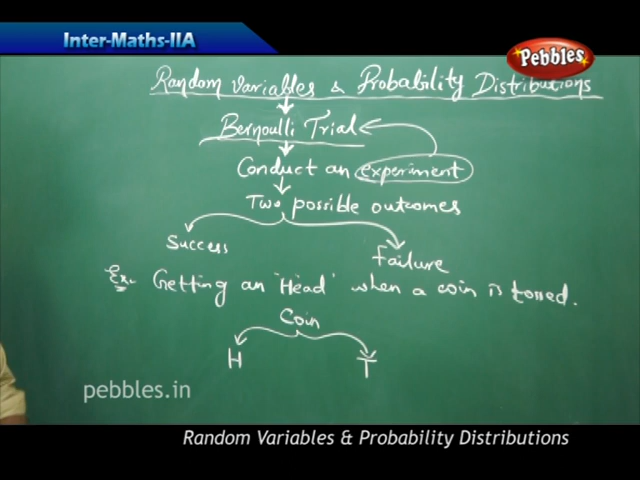 Inter-Maths-IIA
Pebbles
Random Variables & Probability Distributions
Bernoulli Trial
Conduct an experiment
Two possible outcomes
Success
failure
Ex. Getting an "Head" when a coin is tossed.
Coin
H T
pebbles.in
Random Variables & Probability Distributions